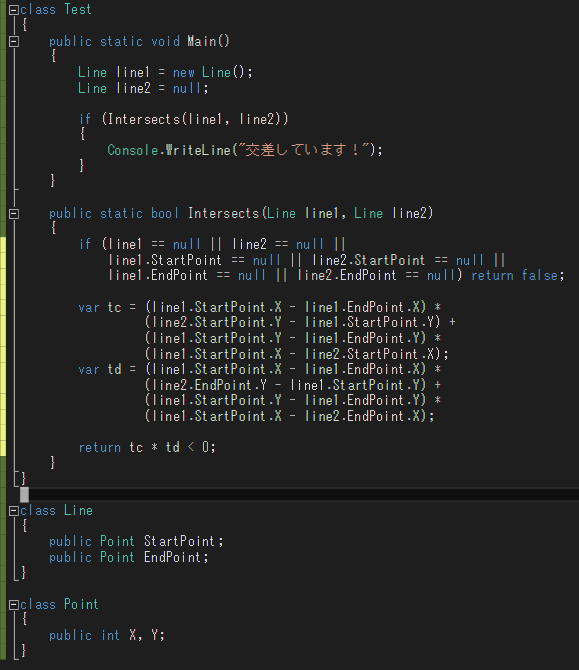 class Test
{
    public static void Main()
    {
        Line line1 = new Line();
        Line line2 = null;

        if (Intersects(line1, line2))
        {
            Console.WriteLine("交差しています！");
        }
    }

    public static bool Intersects(Line line1, Line line2)
    {
        if (line1 == null || line2 == null ||
            line1.StartPoint == null || line2.StartPoint == null ||
            line1.EndPoint == null || line2.EndPoint == null) return false;

        var tc = (line1.StartPoint.X - line1.EndPoint.X) *
                 (line2.StartPoint.Y - line1.StartPoint.Y) +
                 (line1.StartPoint.Y - line1.EndPoint.Y) *
                 (line1.StartPoint.X - line2.StartPoint.X);
        var td = (line1.StartPoint.X - line1.EndPoint.X) *
                 (line2.EndPoint.Y - line1.StartPoint.Y) +
                 (line1.StartPoint.Y - line1.EndPoint.Y) *
                 (line1.StartPoint.X - line2.EndPoint.X);

        return tc * td < 0;
    }
}

class Line
{
    public Point StartPoint;
    public Point EndPoint;
}

class Point
{
    public int X, Y;
}